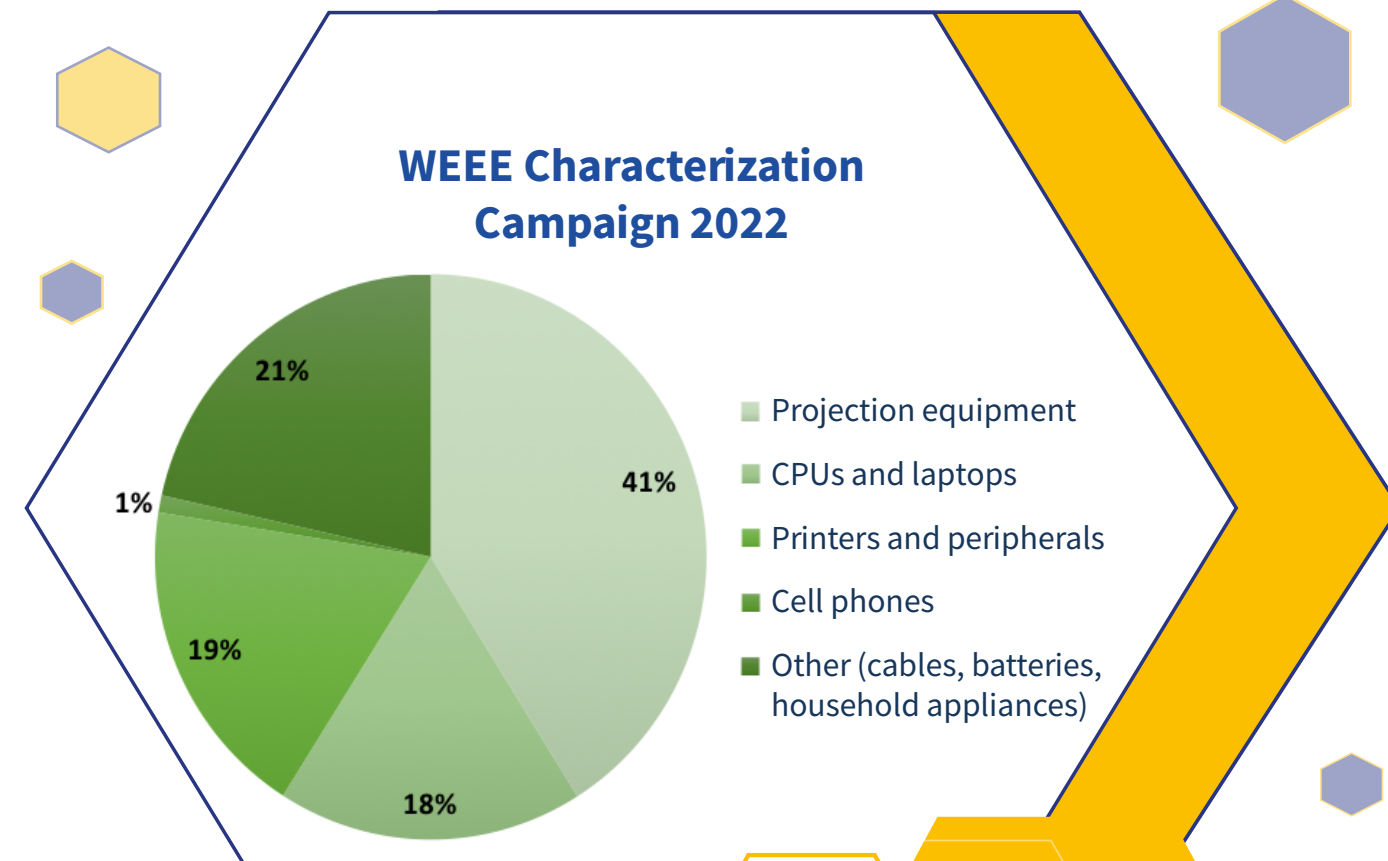 WEEE Characterization
Campaign 2022
21%
41%
1%
19%
18%
Projection equipment
CPUs and laptops
Printers and peripherals
Cell phones
Other (cables, batteries,
household appliances)